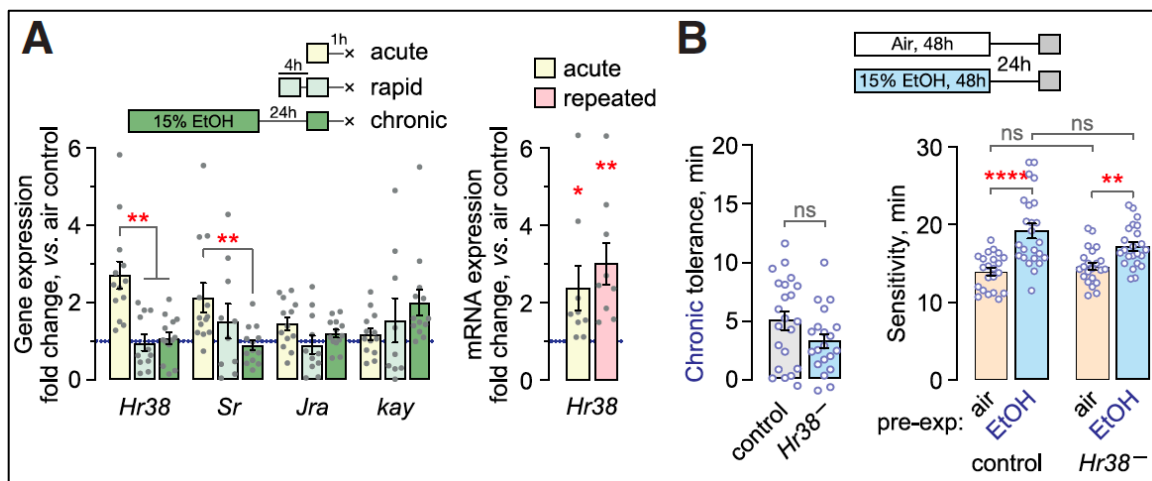 A
1h
× acute
4h
× rapid
15% EtOH
24h
× chronic
Gene expression
fold change, vs. air control
6
4
2
0
**
**
Hr38
Sr
Jra
kay
acute
repeated
mRNA expression
fold change, vs. air control
6
4
2
0
*
**
Hr38
B
Air, 48h
24h
15% EtOH, 48h
Chronic tolerance, min
20
15
10
5
0
ns
control
Hr38–
Sensitivity, min
30
20
10
0
ns
ns
****
**
pre-exp:
air
EtOH
air
EtOH
control
Hr38–